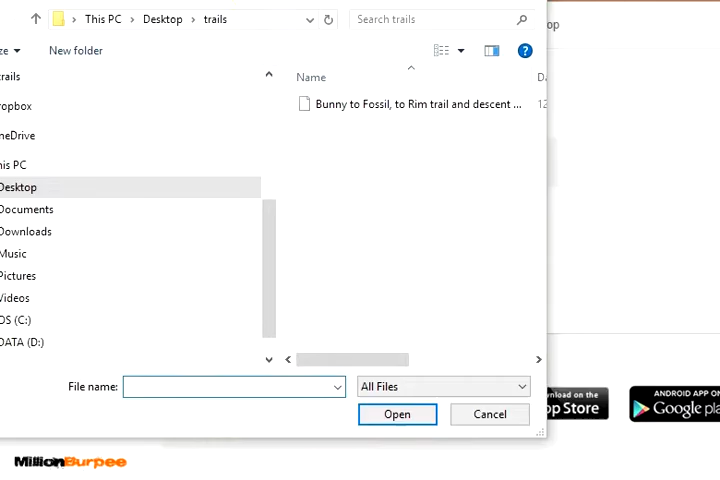 This PC > Desktop > trails
Search trails
op
ze
New folder
?
rails
Name
Da
ropbox
Bunny to Fossil, to Rim trail and descent ...
12
neDrive
his PC
Desktop
Documents
Downloads
Music
Pictures
Videos
OS (C:)
DATA (D:)
File name:
All Files
Open
Cancel
nload on the
pp Store
ANDROID APP ON
Google pla
MillionBurpee